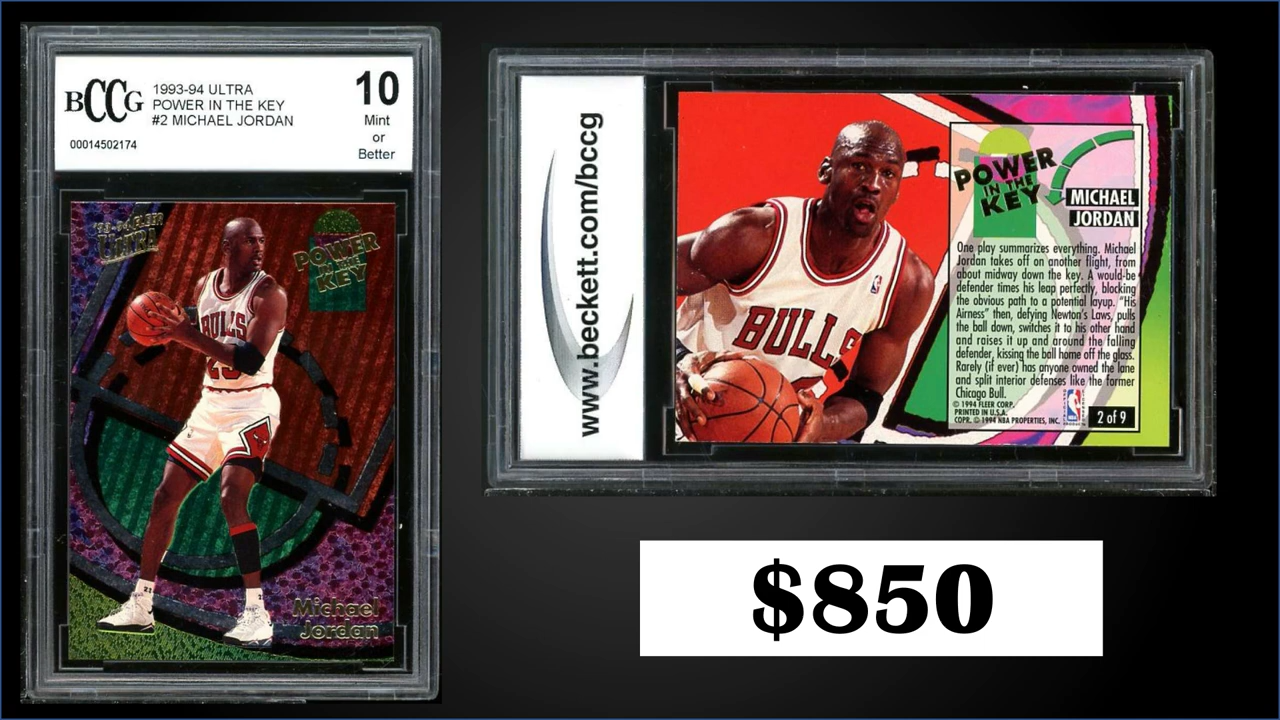 BCCG
1993-94 ULTRA
POWER IN THE KEY
#2 MICHAEL JORDAN
00014502174
10
Mint
or
Better
'93-94 FLEER
ULTRA
POWER
IN THE
KEY
BULLS
23
Michael
Jordan
www.beckett.com/bccg
BULLS
POWER
IN THE
KEY
MICHAEL
JORDAN
One play summarizes everything. Michael
Jordan takes off on another flight, from
about midway down the key. A would-be
defender times his leap perfectly, blocking
the obvious path to a potential layup. "His
Airness" then, defying Newton's Laws, pulls
the ball down, switches it to his other hand
and raises it up and around the falling
defender, kissing the ball home off the glass.
Rarely (if ever) has anyone owned the lane
and split interior defenses like the former
Chicago Bull.
© 1994 FLEER CORP.
PRINTED IN U.S.A.
COPR. © 1994 NBA PROPERTIES, INC.
NBA
2 of 9
$850